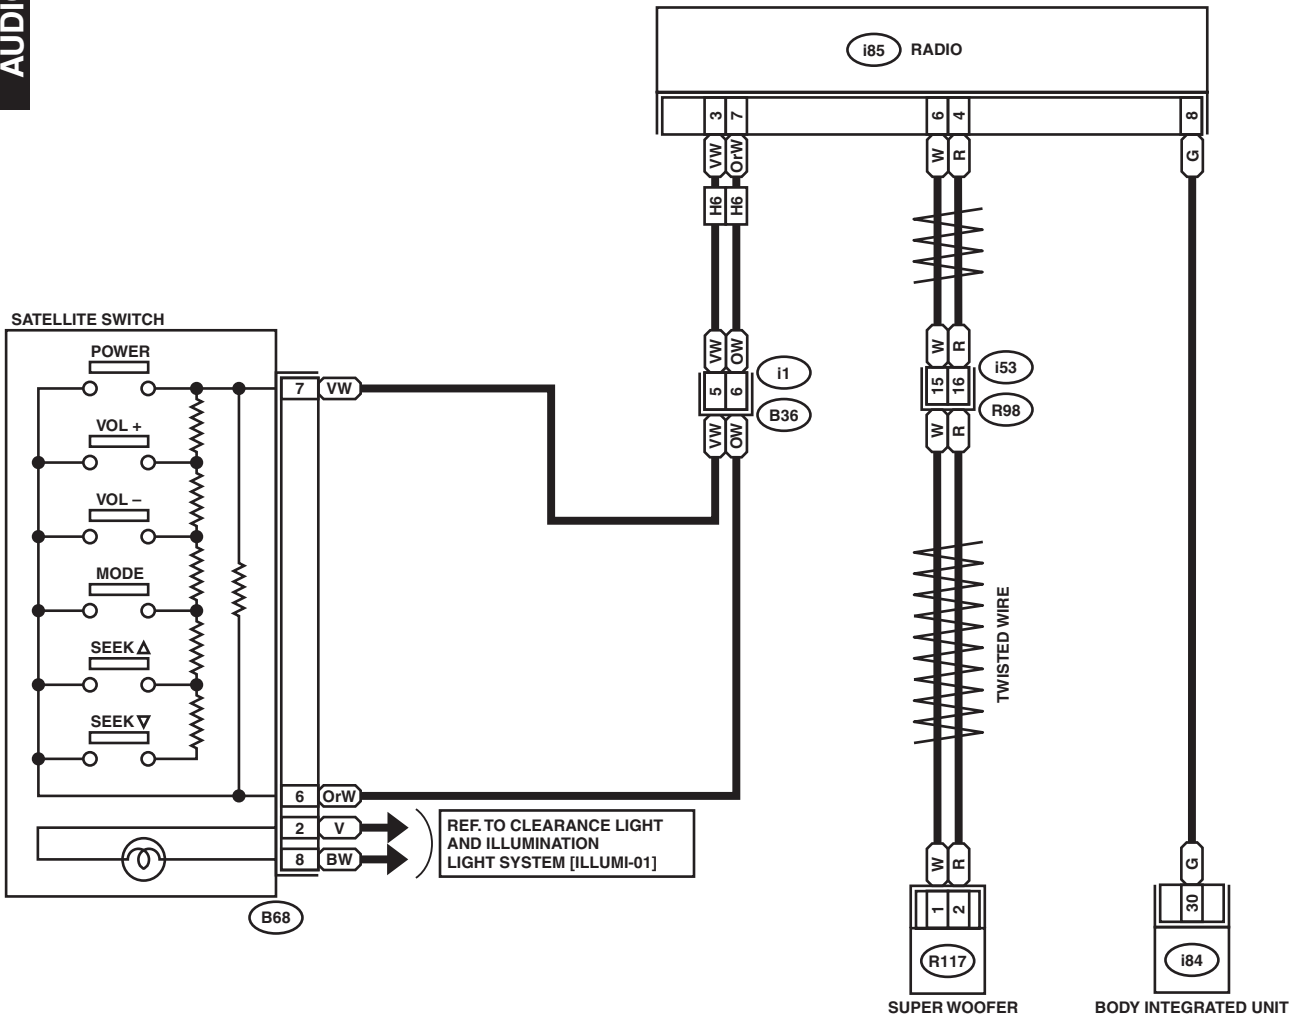 AUDIO
i85 RADIO
3 7 6 4 8
VW OrW W R G
H6 H6
SATELLITE SWITCH
POWER
VOL +
VOL –
MODE
SEEK △
SEEK ▽
7 VW
6 OrW
2 V
8 BW
B68
REF. TO CLEARANCE LIGHT
AND ILLUMINATION
LIGHT SYSTEM [ILLUMI-01]
VW OW
5 6
i1
B36
VW OW
W R
15 16
i53
R98
W R
TWISTED WIRE
W R
1 2
R117
SUPER WOOFER
G
30
i84
BODY INTEGRATED UNIT